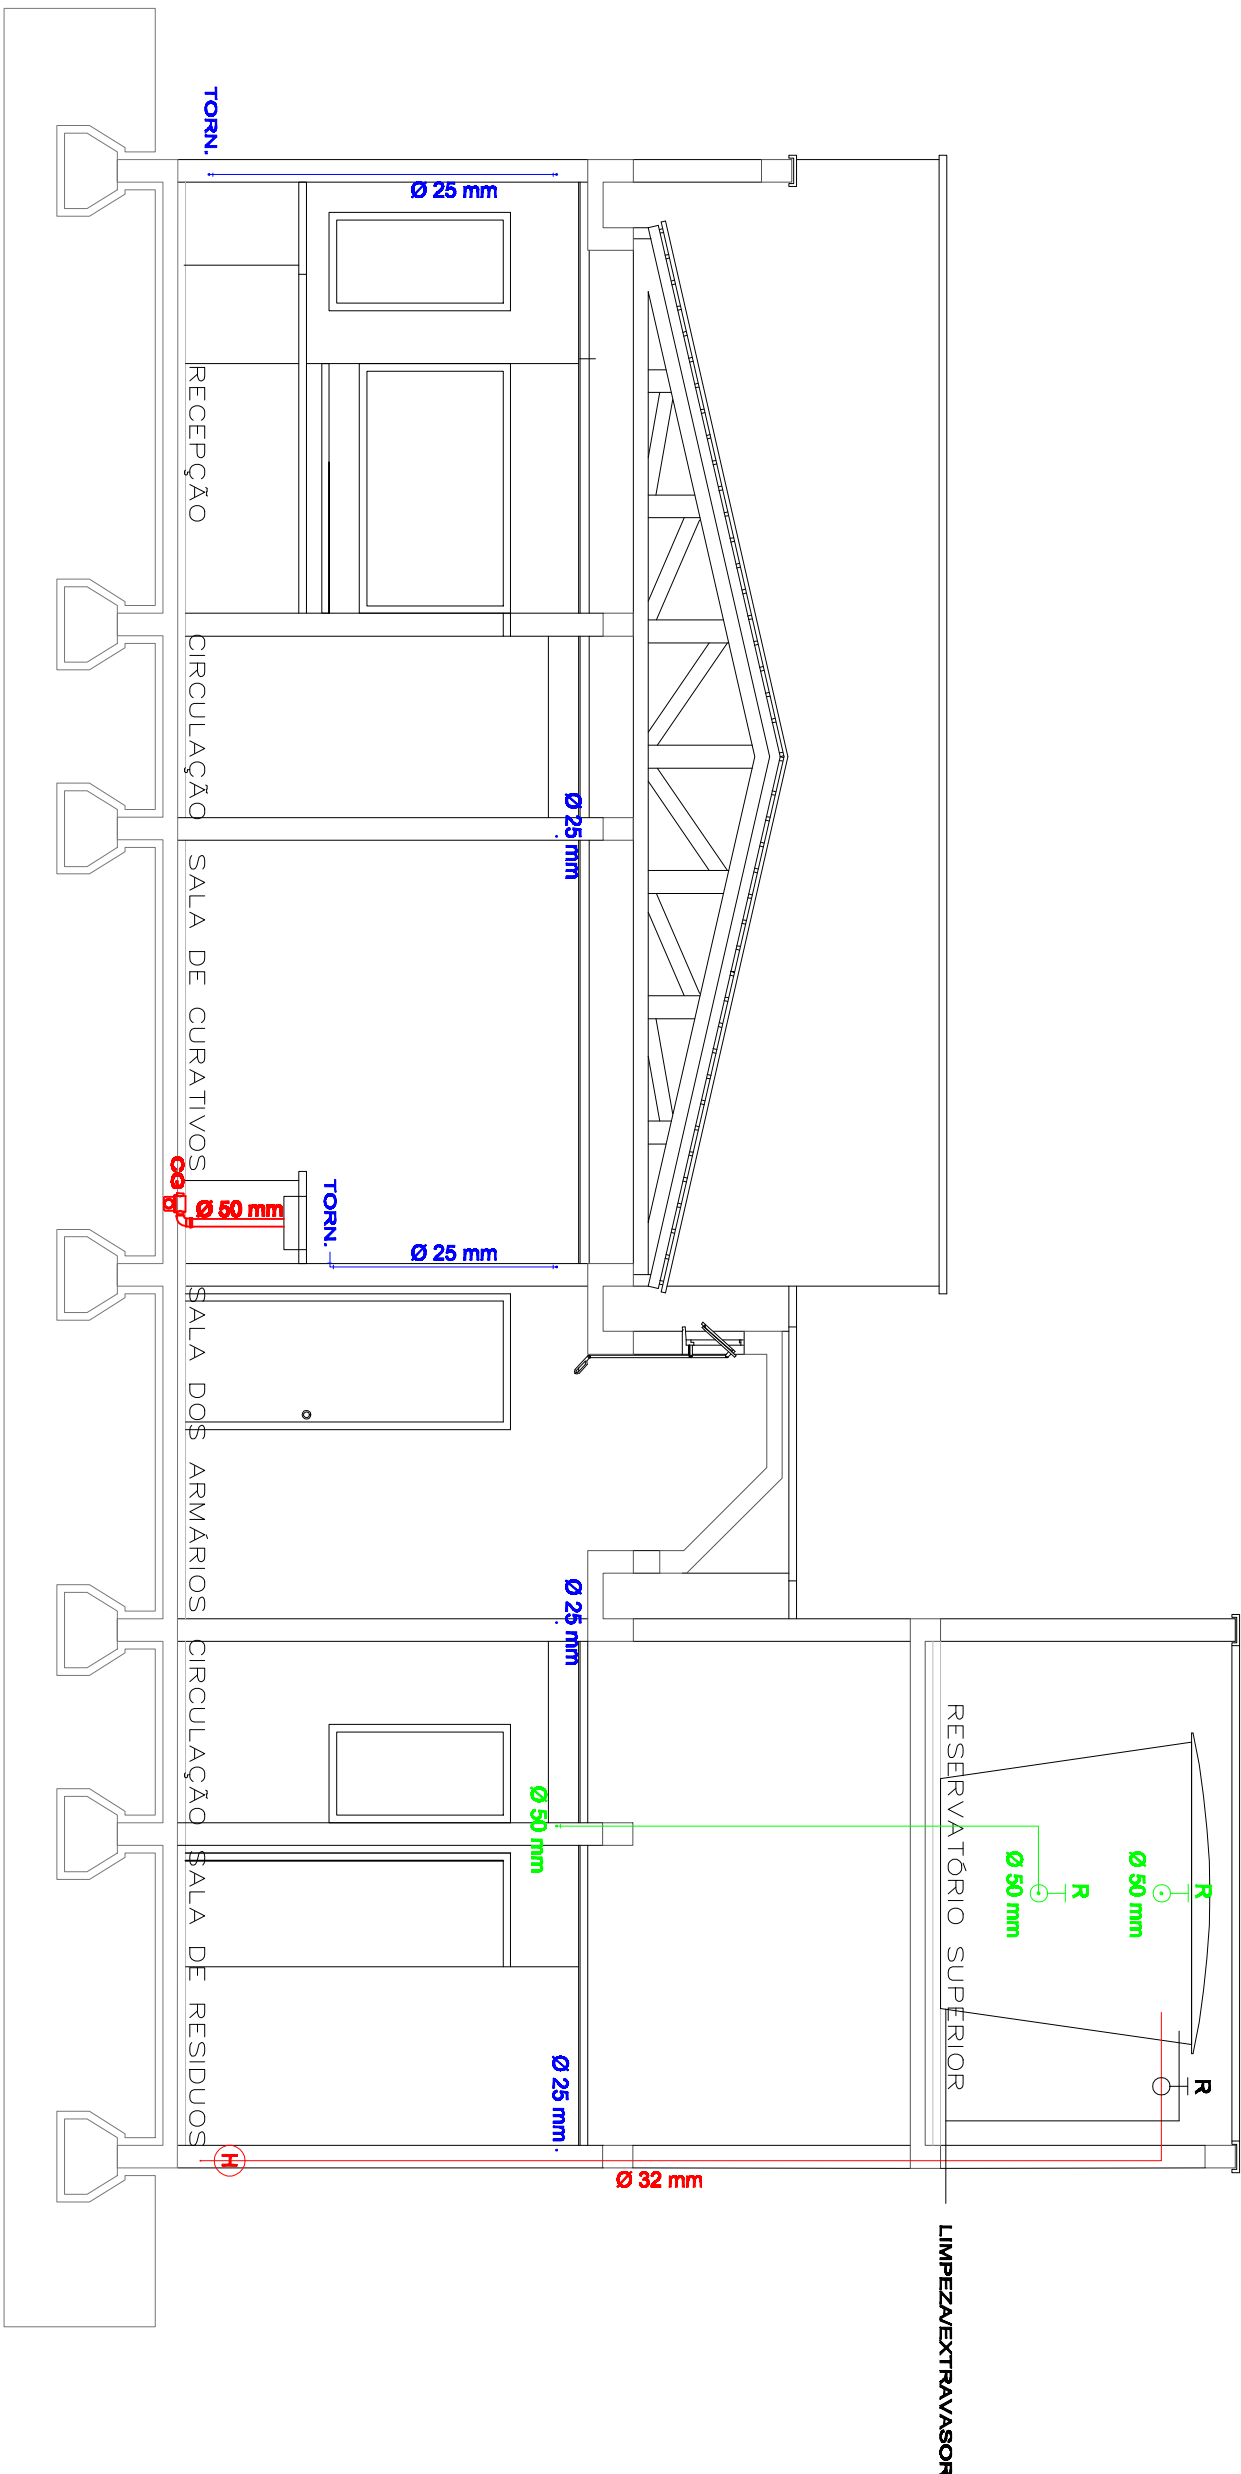 R
R
Ø 50 mm
R
Ø 50 mm
RESERVATÓRIO SUPERIOR
LIMPEZA/EXTRAVASOR
Ø 32 mm
Ø 25 mm
Ø 25 mm
Ø 25 mm
Ø 50 mm
Ø 25 mm
Ø 25 mm
TORN.
Ø 50 mm
H
TORN.
RECEPÇÃO
CIRCULAÇÃO
SALA DE CURATIVOS
SALA DOS ARMÁRIOS
CIRCULAÇÃO
SALA DE RESIDUOS
CG